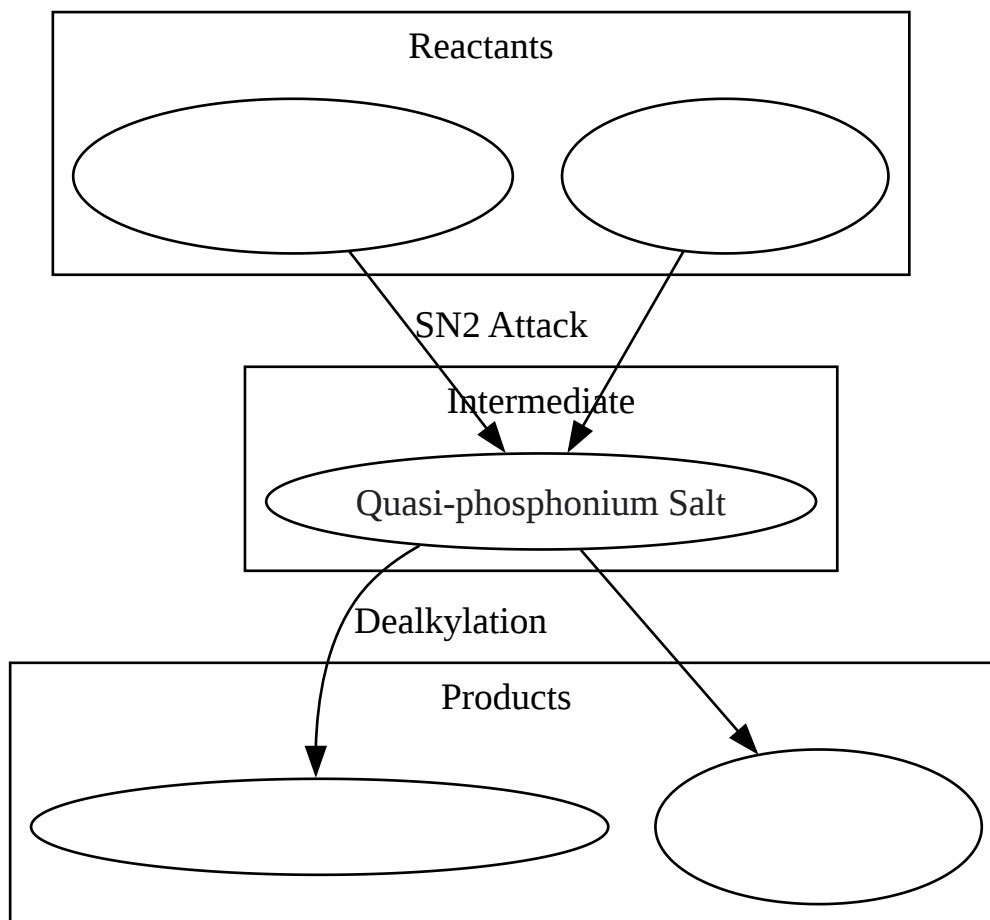 Reactants
SN2 Attack
Intermediate
Quasi-phosphonium Salt
Dealkylation
Products